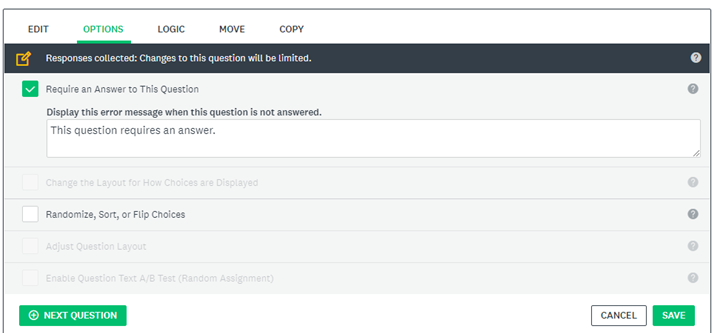 EDIT OPTIONS LOGIC MOVE COPY
Responses collected: Changes to this question will be limited. ?
Require an Answer to This Question ?
Display this error message when this question is not answered.
This question requires an answer.
Change the Layout for How Choices are Displayed ?
Randomize, Sort, or Flip Choices ?
Adjust Question Layout ?
Enable Question Text A/B Test (Random Assignment) ?
NEXT QUESTION CANCEL SAVE